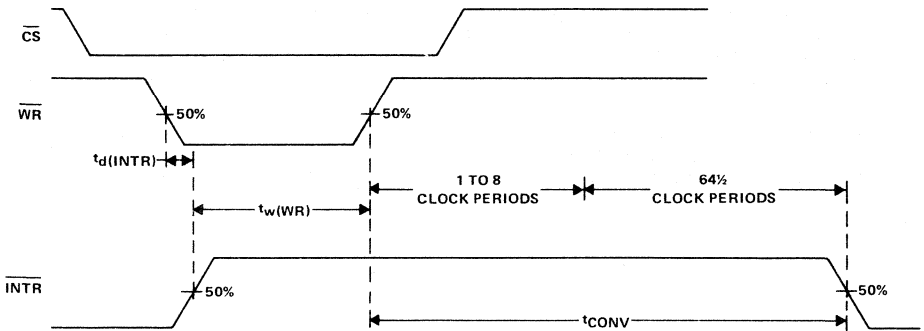 CS
WR
50%
50%
td(INTR)
1 TO 8
CLOCK PERIODS
64½
CLOCK PERIODS
tw(WR)
INTR
50%
50%
tCONV